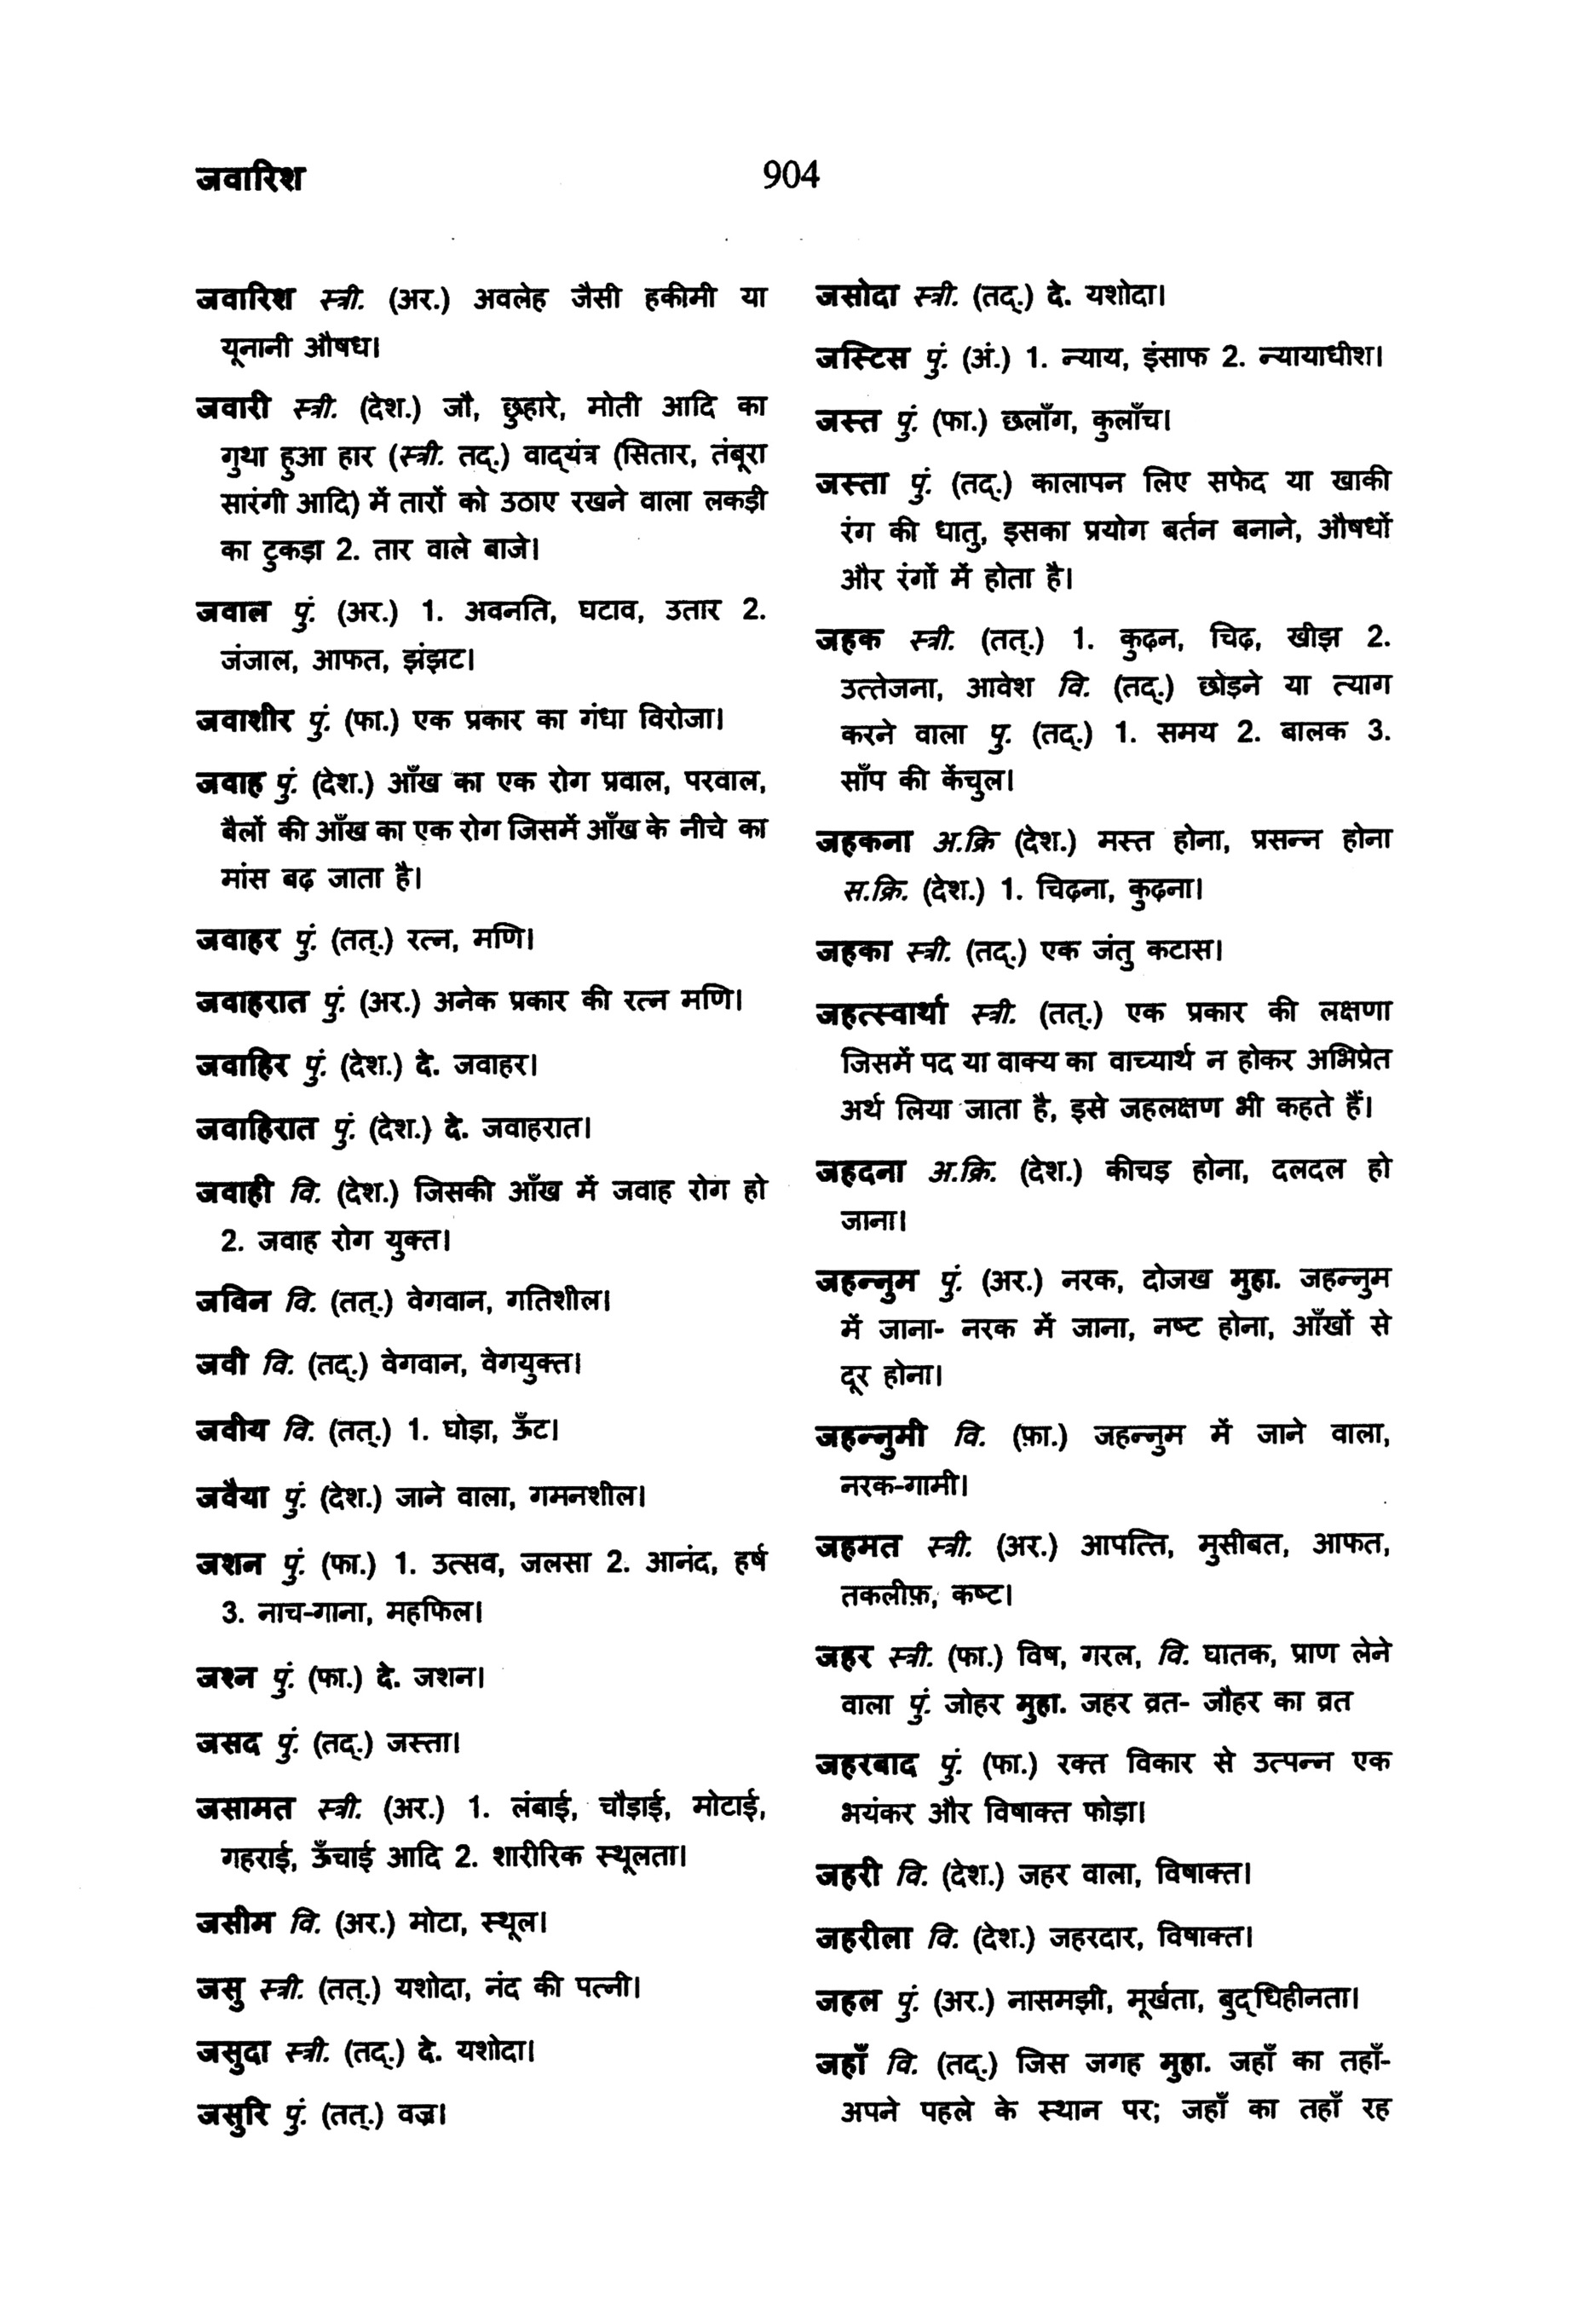 जवारिश
904
जवारिश स्त्री. (अर.) अवलेह जैसी हकीमी या
यूनानी औषध।
जवारी स्त्री. (देश.) जौ, छुहारे, मोती आदि का
गुथा हुआ हार (स्त्री. तद्.) वाद्‌यंत्र (सितार, तंबूरा
सारंगी आदि) में तारों को उठाए रखने वाला लकड़ी
का टुकड़ा 2. तार वाले बाजे।
जवाल पुं. (अर.) 1. अवनति, घटाव, उतार 2.
जंजाल, आफत, झंझट।
जवाशीर पुं. (फा.) एक प्रकार का गंधा विरोजा।
जवाह पुं. (देश.) आँख का एक रोग प्रवाल, परवाल,
बैलों की आँख का एक रोग जिसमें आँख के नीचे का
मांस बढ़ जाता है।
जवाहर पुं. (तत्.) रत्न, मणि।
जवाहरात पुं. (अर.) अनेक प्रकार की रत्न मणि।
जवाहिर पुं. (देश.) दे. जवाहर।
जवाहिरात पुं. (देश.) दे. जवाहरात।
जवाही वि. (देश.) जिसकी आँख में जवाह रोग हो
2. जवाह रोग युक्त।
जविन वि. (तत्.) वेगवान, गतिशील।
जवी वि. (तद्.) वेगवान, वेगयुक्त।
जवीय वि. (तत्.) 1. घोड़ा, ऊँट।
जवैया पुं. (देश.) जाने वाला, गमनशील।
जशन पुं. (फा.) 1. उत्सव, जलसा 2. आनंद, हर्ष
3. नाच-गाना, महफिल।
जश्न पुं. (फा.) दे. जशन।
जसद पुं. (तद्.) जस्ता।
जसामत स्त्री. (अर.) 1. लंबाई, चौड़ाई, मोटाई,
गहराई, ऊँचाई आदि 2. शारीरिक स्थूलता।
जसीम वि. (अर.) मोटा, स्थूल।
जसु स्त्री. (तत्.) यशोदा, नंद की पत्नी।
जसुदा स्त्री. (तद्.) दे. यशोदा।
जसुरि पुं. (तत्.) वज्र।
जसोदा स्त्री. (तद्.) दे. यशोदा।
जस्टिस पुं. (अं.) 1. न्याय, इंसाफ 2. न्यायाधीश।
जस्त पुं. (फा.) छलाँग, कुलाँच।
जस्ता पुं. (तद्.) कालापन लिए सफेद या खाकी
रंग की धातु, इसका प्रयोग बर्तन बनाने, औषधों
और रंगों में होता है।
जहक स्त्री. (तत्.) 1. कुढ़न, चिढ़, खीझ 2.
उत्तेजना, आवेश वि. (तद्.) छोड़ने या त्याग
करने वाला पु. (तद्.) 1. समय 2. बालक 3.
साँप की केंचुल।
जहकना अ.क्रि (देश.) मस्त होना, प्रसन्न होना
स.क्रि. (देश.) 1. चिढ़ना, कुढ़ना।
जहका स्त्री. (तद्.) एक जंतु कटास।
जहत्स्वार्था स्त्री. (तत्.) एक प्रकार की लक्षणा
जिसमें पद या वाक्य का वाच्यार्थ न होकर अभिप्रेत
अर्थ लिया जाता है, इसे जहलक्षण भी कहते हैं।
जहदना अ.क्रि. (देश.) कीचड़ होना, दलदल हो
जाना।
जहन्नुम पुं. (अर.) नरक, दोजख मुहा. जहन्नुम
में जाना- नरक में जाना, नष्ट होना, आँखों से
दूर होना।
जहन्नुमी वि. (फ़ा.) जहन्नुम में जाने वाला,
नरक-गामी।
जहमत स्त्री. (अर.) आपत्ति, मुसीबत, आफत,
तकलीफ़, कष्ट।
जहर स्त्री. (फा.) विष, गरल, वि. घातक, प्राण लेने
वाला पुं. जोहर मुहा. जहर व्रत- जौहर का व्रत
जहरबाद पुं. (फा.) रक्त विकार से उत्पन्न एक
भयंकर और विषाक्त फोड़ा।
जहरी वि. (देश.) जहर वाला, विषाक्त।
जहरीला वि. (देश.) जहरदार, विषाक्त।
जहल पुं. (अर.) नासमझी, मूर्खता, बुद्‌धिहीनता।
जहाँ वि. (तद्.) जिस जगह मुहा. जहाँ का तहाँ-
अपने पहले के स्थान पर; जहाँ का तहाँ रह